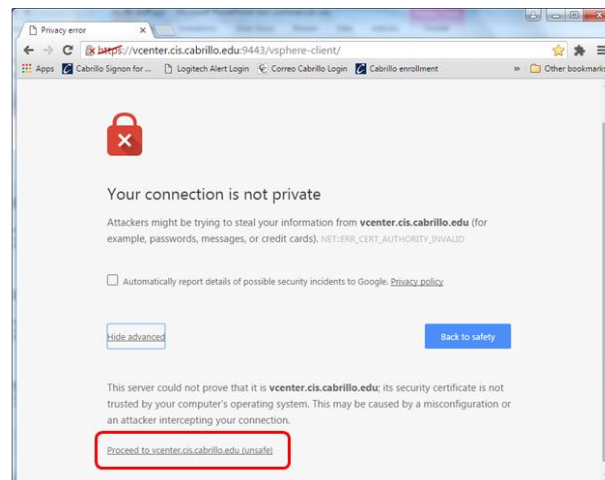 Privacy error
https://vcenter.cis.cabrillo.edu:9443/vsphere-client/
Apps Cabrillo Signon for ... Logitech Alert Login Correo Cabrillo Login Cabrillo enrollment » Other bookmarks
Your connection is not private
Attackers might be trying to steal your information from vcenter.cis.cabrillo.edu (for
example, passwords, messages, or credit cards). NET::ERR_CERT_AUTHORITY_INVALID
Automatically report details of possible security incidents to Google. Privacy policy
Hide advanced
Back to safety
This server could not prove that it is vcenter.cis.cabrillo.edu; its security certificate is not
trusted by your computer's operating system. This may be caused by a misconfiguration or
an attacker intercepting your connection.
Proceed to vcenter.cis.cabrillo.edu (unsafe)